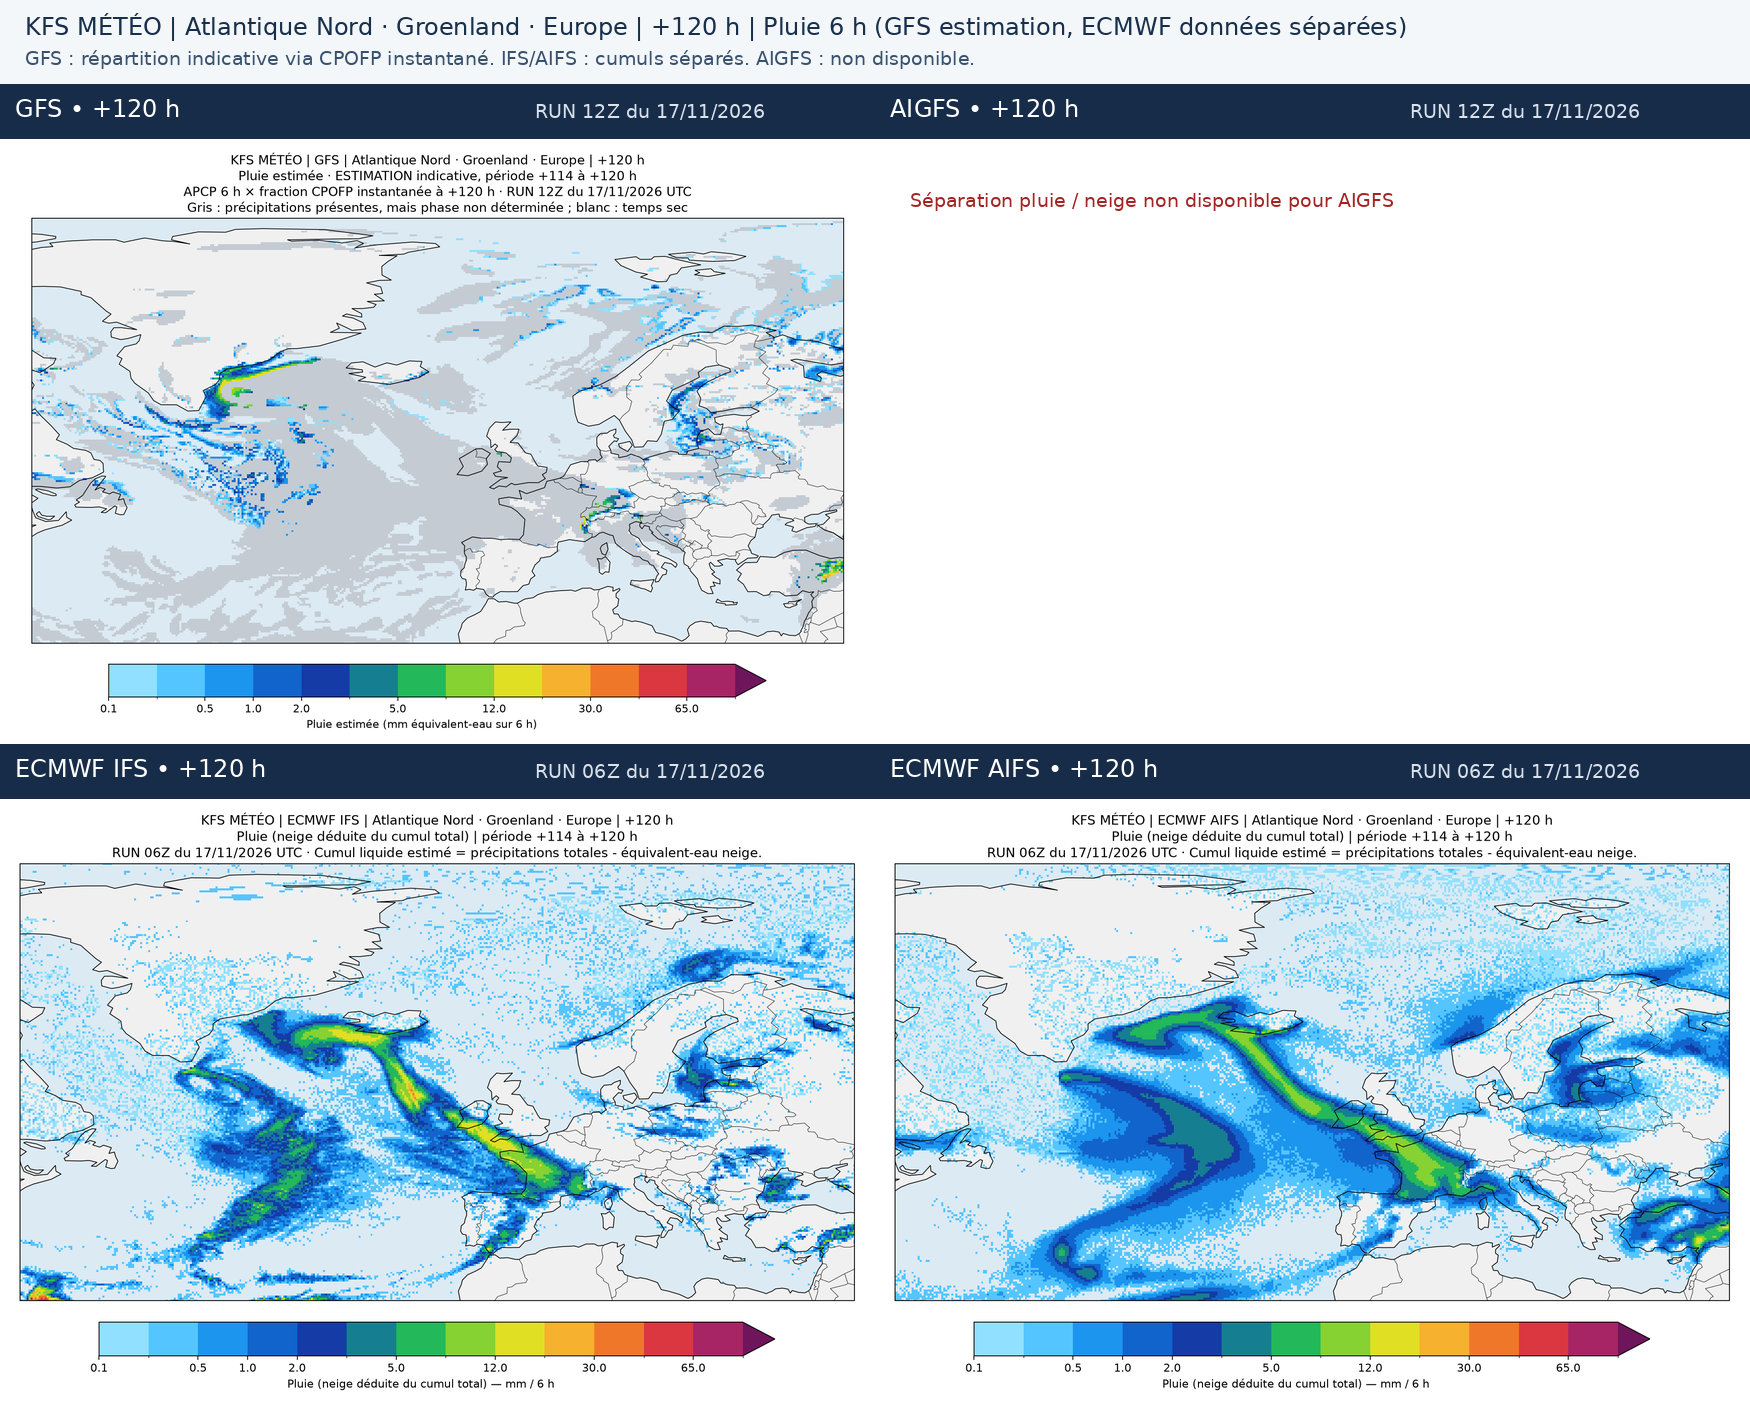 KFS MÉTÉO | Atlantique Nord · Groenland · Europe | +120 h | Pluie 6 h (GFS estimation, ECMWF données séparées)
GFS : répartition indicative via CPOFP instantané. IFS/AIFS : cumuls séparés. AIGFS : non disponible.
GFS • +120 h
RUN 12Z du 17/11/2026
AIGFS • +120 h
RUN 12Z du 17/11/2026
KFS MÉTÉO | GFS | Atlantique Nord · Groenland · Europe | +120 h
Pluie estimée · ESTIMATION indicative, période +114 à +120 h
APCP 6 h × fraction CPOFP instantanée à +120 h · RUN 12Z du 17/11/2026 UTC
Gris : précipitations présentes, mais phase non déterminée ; blanc : temps sec
Séparation pluie / neige non disponible pour AIGFS
0.1 0.5 1.0 2.0 5.0 12.0 30.0 65.0
Pluie estimée (mm équivalent-eau sur 6 h)
ECMWF IFS • +120 h
RUN 06Z du 17/11/2026
ECMWF AIFS • +120 h
RUN 06Z du 17/11/2026
KFS MÉTÉO | ECMWF IFS | Atlantique Nord · Groenland · Europe | +120 h
Pluie (neige déduite du cumul total) | période +114 à +120 h
RUN 06Z du 17/11/2026 UTC · Cumul liquide estimé = précipitations totales - équivalent-eau neige.
0.1 0.5 1.0 2.0 5.0 12.0 30.0 65.0
Pluie (neige déduite du cumul total) — mm / 6 h
KFS MÉTÉO | ECMWF AIFS | Atlantique Nord · Groenland · Europe | +120 h
Pluie (neige déduite du cumul total) | période +114 à +120 h
RUN 06Z du 17/11/2026 UTC · Cumul liquide estimé = précipitations totales - équivalent-eau neige.
0.1 0.5 1.0 2.0 5.0 12.0 30.0 65.0
Pluie (neige déduite du cumul total) — mm / 6 h